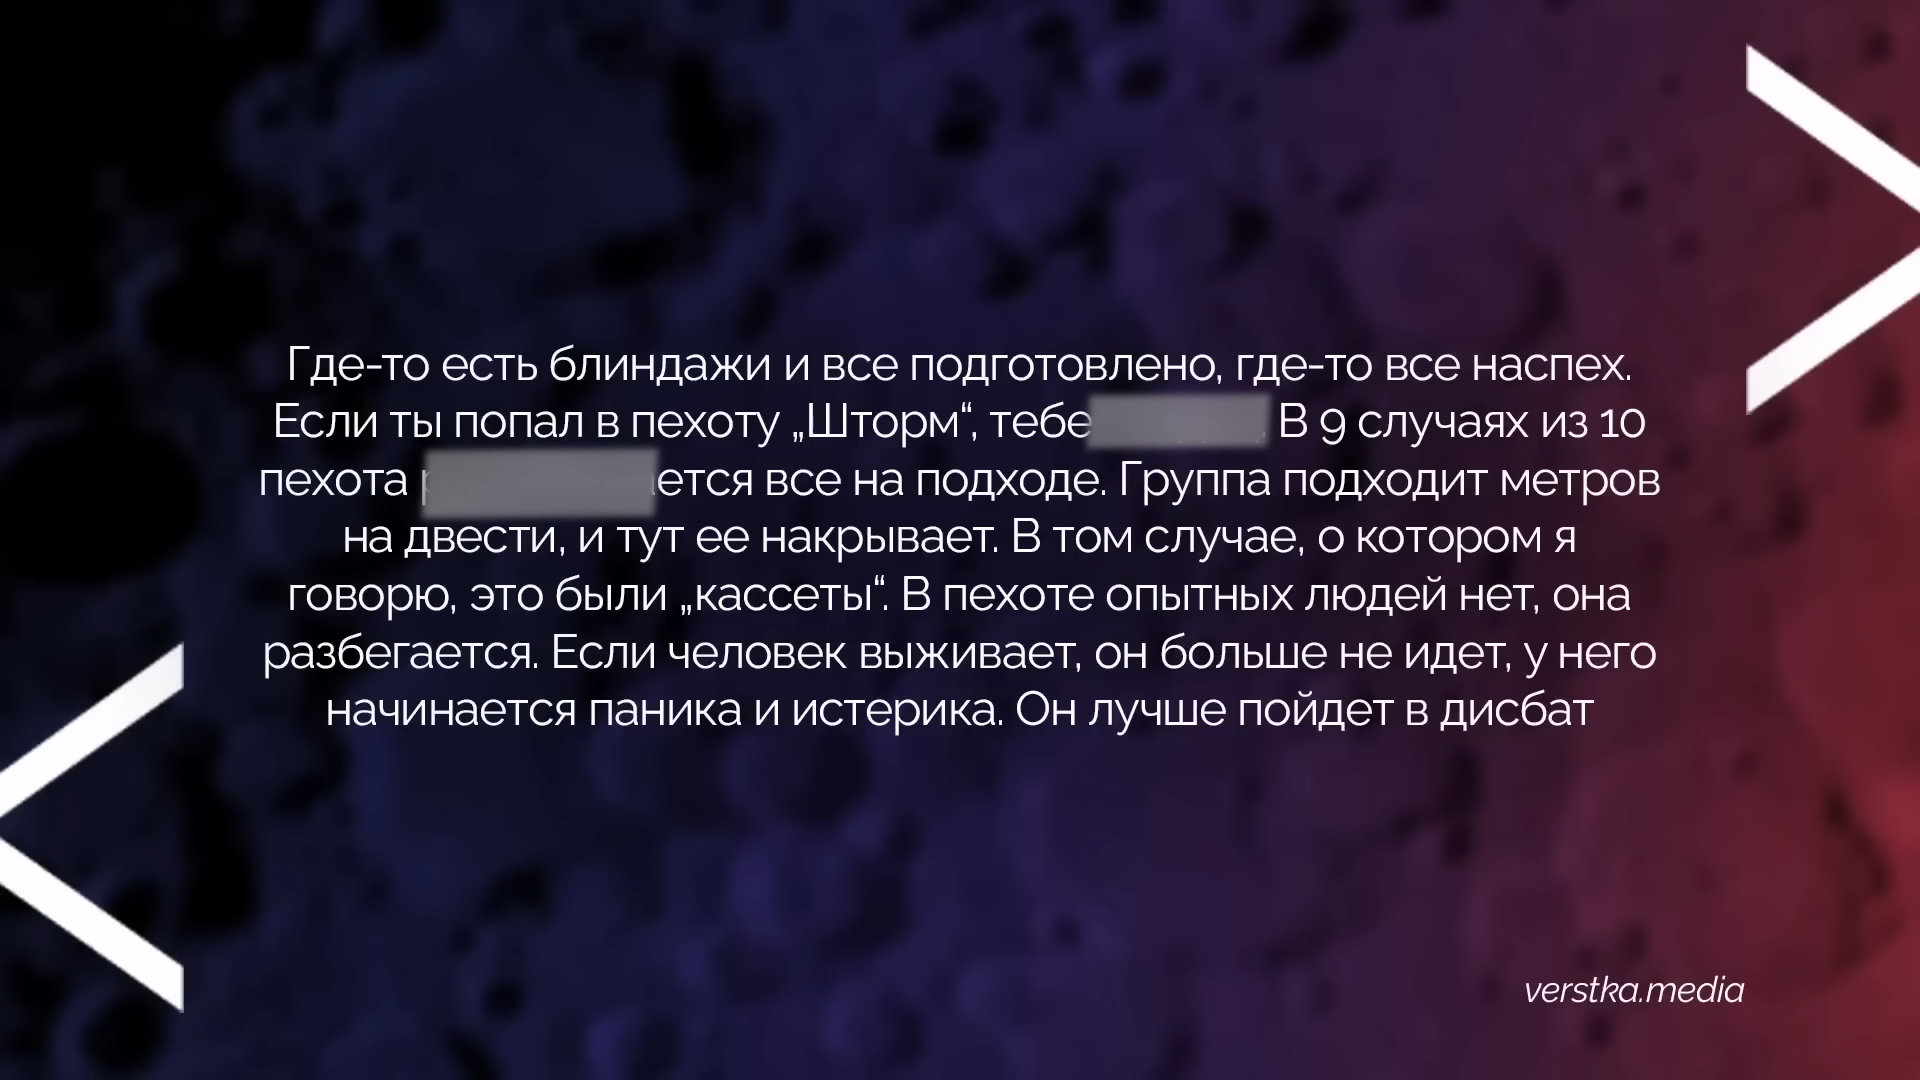 Где-то есть блиндажи и все подготовлено, где-то все наспех.
Если ты попал в пехоту „Шторм“, тебе В 9 случаях из 10
пехота ется все на подходе. Группа подходит метров
на двести, и тут ее накрывает. В том случае, о котором я
говорю, это были „кассеты“. В пехоте опытных людей нет, она
разбегается. Если человек выживает, он больше не идет, у него
начинается паника и истерика. Он лучше пойдет в дисбат
verstka.media